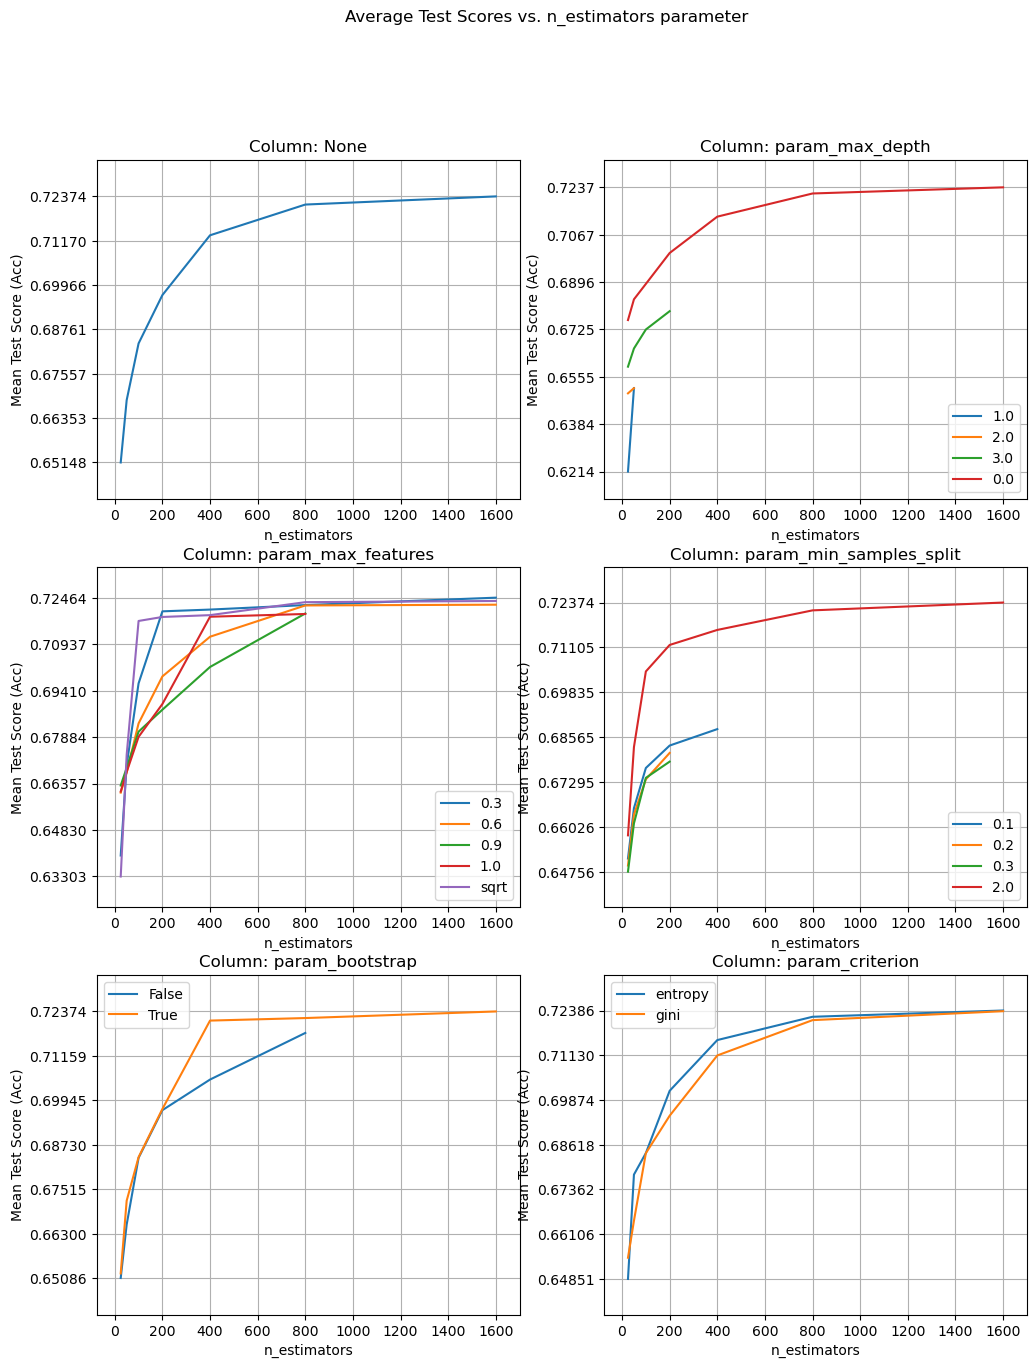 Average Test Scores vs. n_estimators parameter
Column: None
0.72374
0.71170
0.69966
0.68761
0.67557
0.66353
0.65148
Mean Test Score (Acc)
0 200 400 600 800 1000 1200 1400 1600
n_estimators
Column: param_max_depth
0.7237
0.7067
0.6896
0.6725
0.6555
0.6384
0.6214
Mean Test Score (Acc)
1.0
2.0
3.0
0.0
0 200 400 600 800 1000 1200 1400 1600
n_estimators
Column: param_max_features
0.72464
0.70937
0.69410
0.67884
0.66357
0.64830
0.63303
Mean Test Score (Acc)
0.3
0.6
0.9
1.0
sqrt
0 200 400 600 800 1000 1200 1400 1600
n_estimators
Column: param_min_samples_split
0.72374
0.71105
0.69835
0.68565
0.67295
0.66026
0.64756
Mean Test Score (Acc)
0.1
0.2
0.3
2.0
0 200 400 600 800 1000 1200 1400 1600
n_estimators
Column: param_bootstrap
False
True
0.72374
0.71159
0.69945
0.68730
0.67515
0.66300
0.65086
Mean Test Score (Acc)
0 200 400 600 800 1000 1200 1400 1600
n_estimators
Column: param_criterion
entropy
gini
0.72386
0.71130
0.69874
0.68618
0.67362
0.66106
0.64851
Mean Test Score (Acc)
0 200 400 600 800 1000 1200 1400 1600
n_estimators